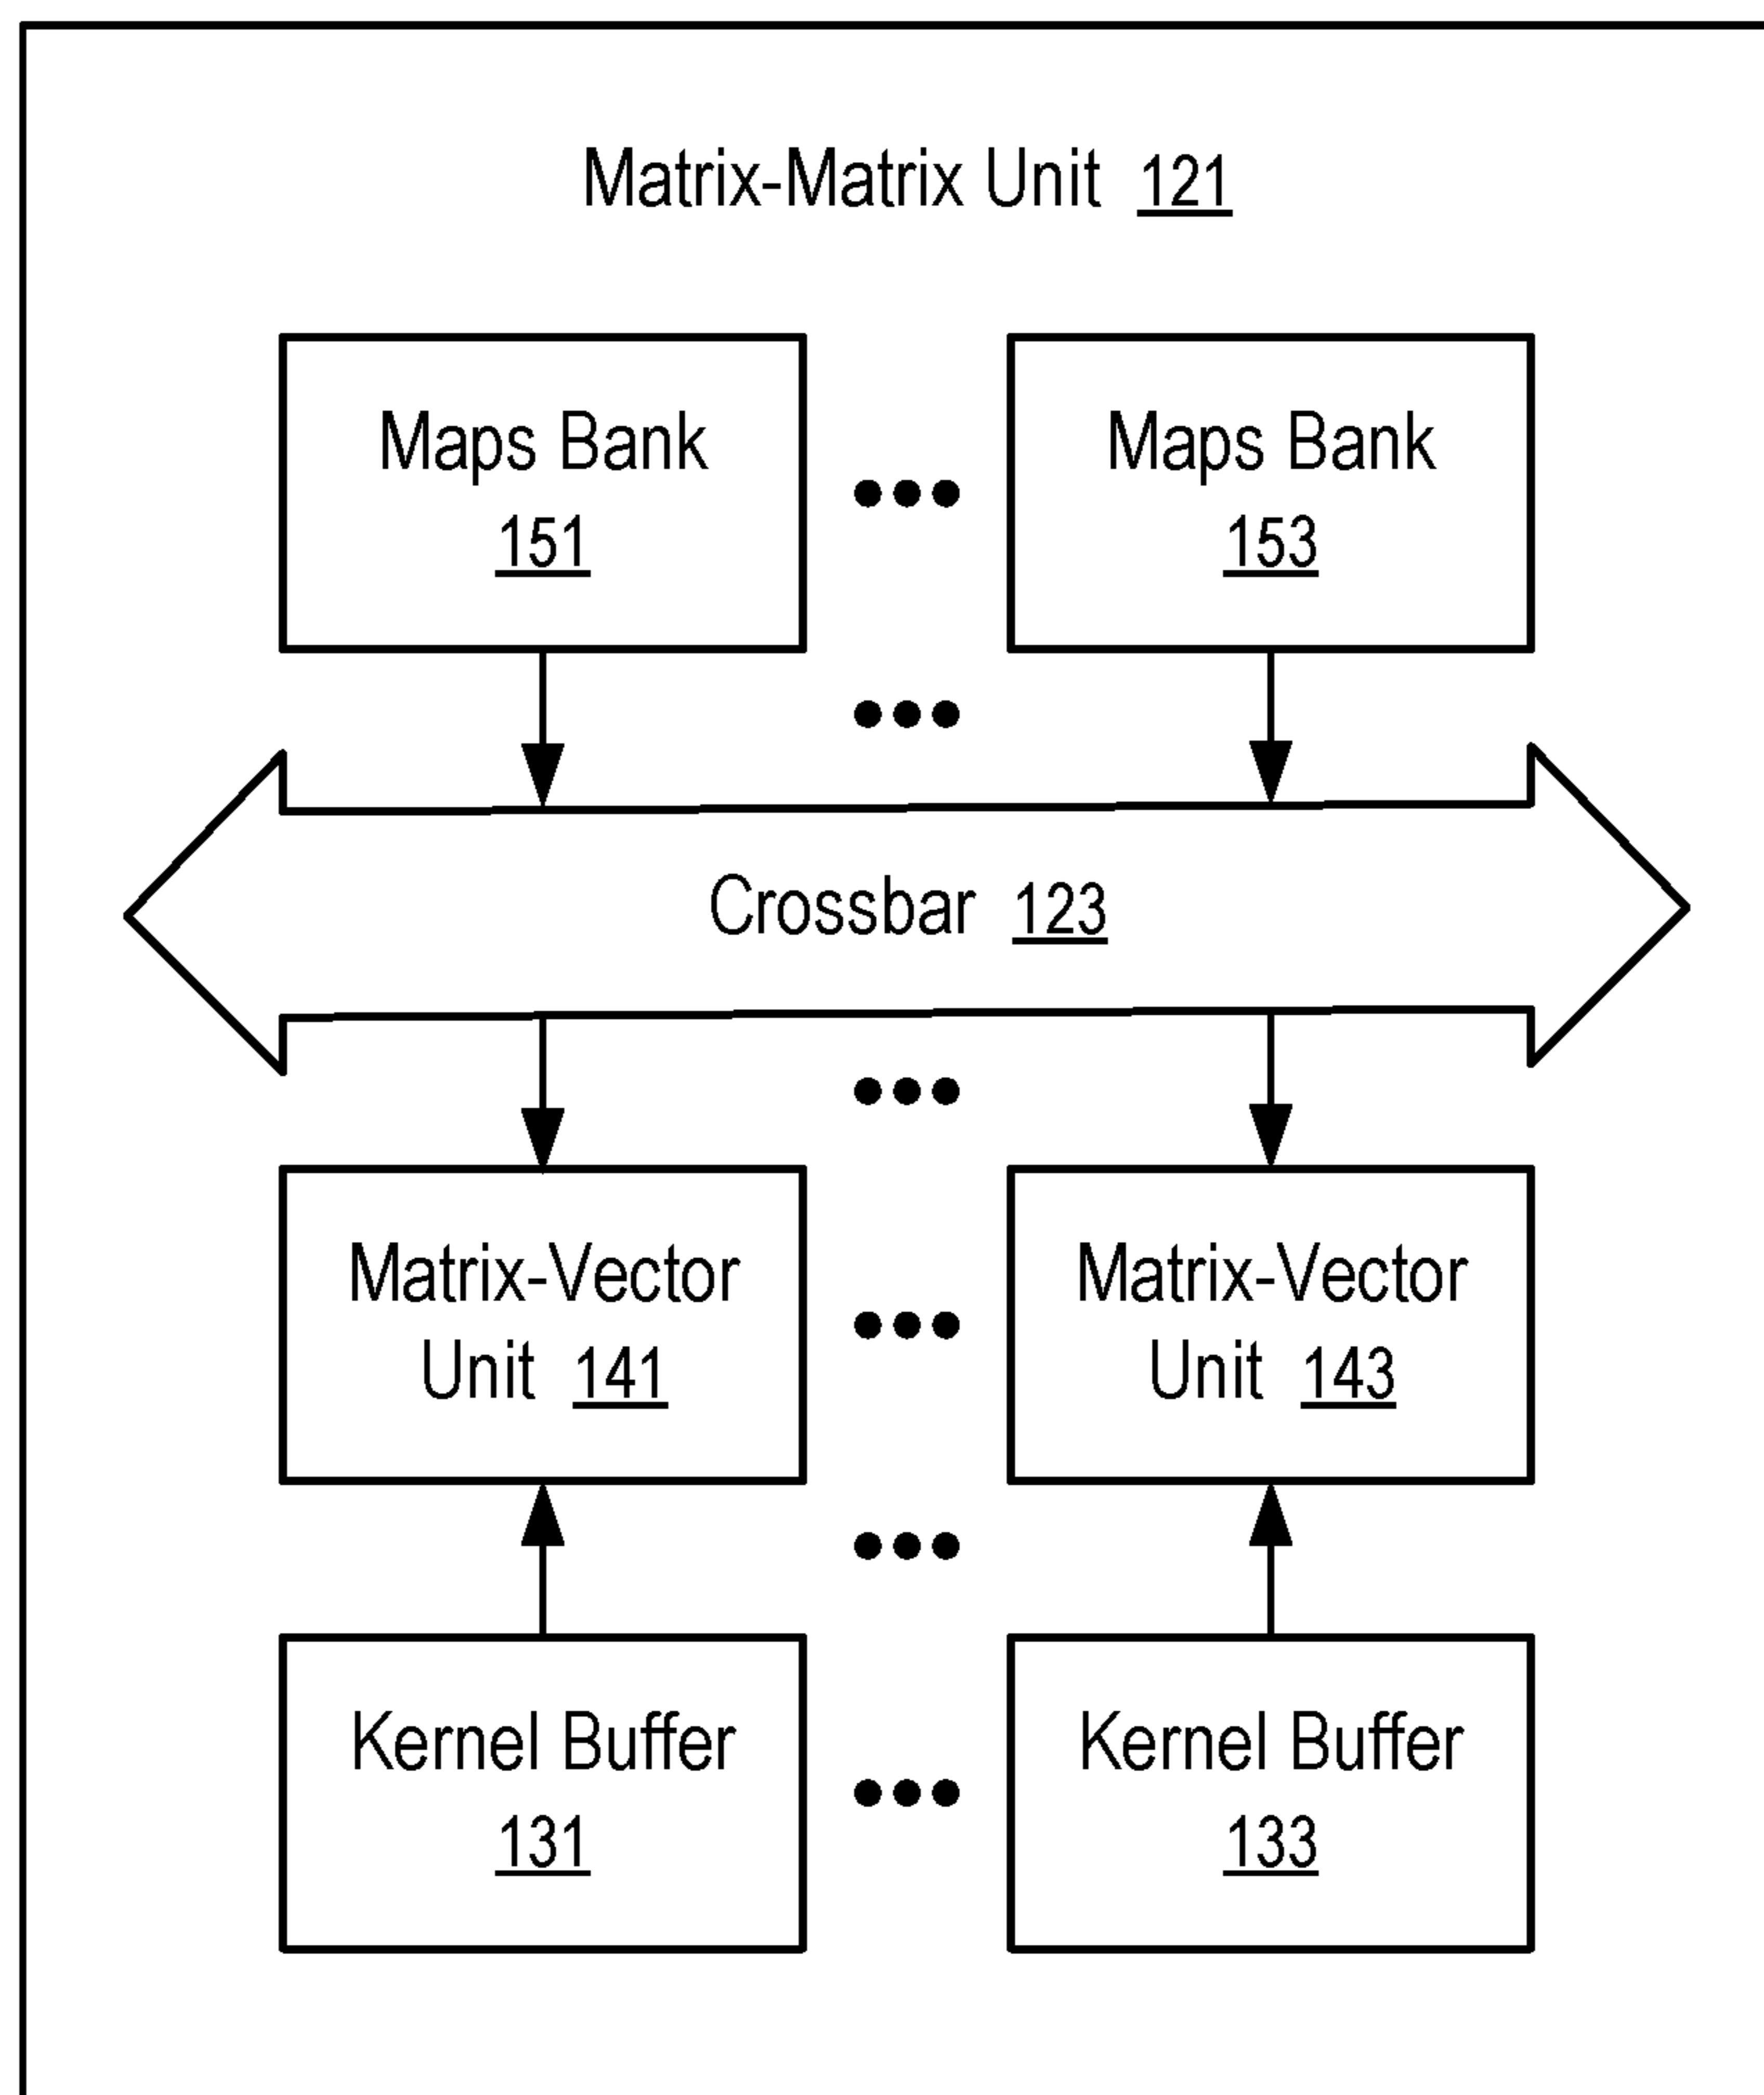 Matrix-Matrix Unit 121
Maps Bank
151
Maps Bank
153
Crossbar 123
Matrix-Vector
Unit 141
Matrix-Vector
Unit 143
Kernel Buffer
131
Kernel Buffer
133